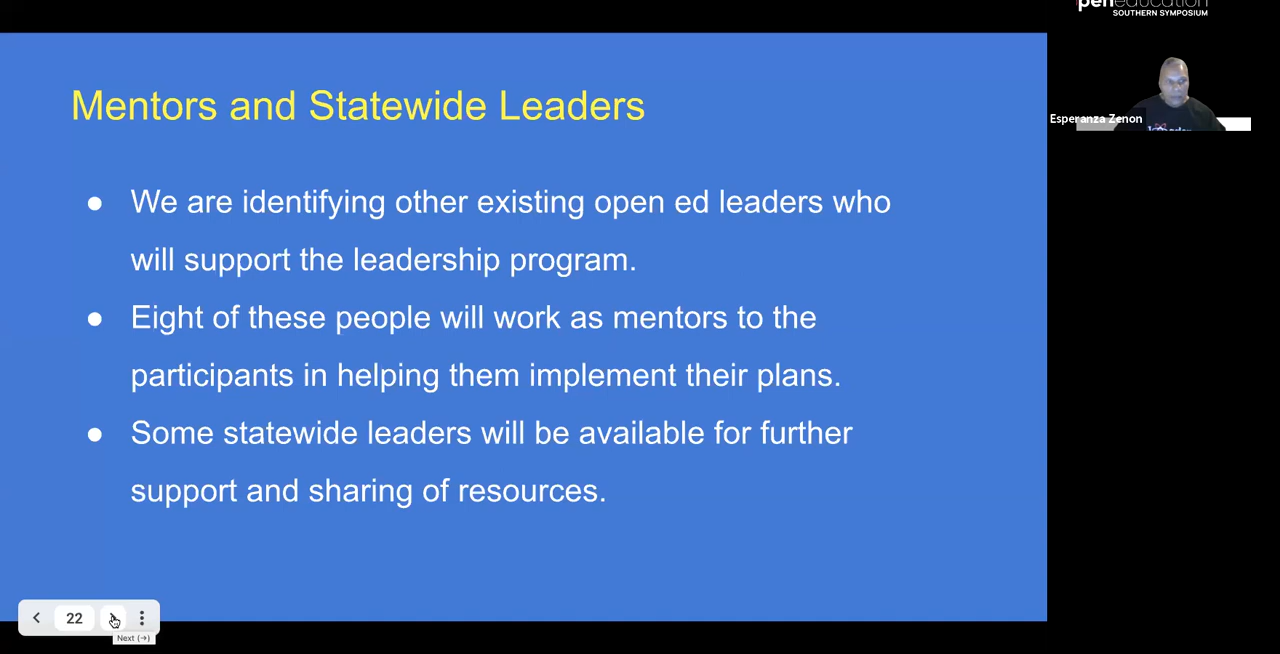 Mentors and Statewide Leaders
● We are identifying other existing open ed leaders who
will support the leadership program.
● Eight of these people will work as mentors to the
participants in helping them implement their plans.
● Some statewide leaders will be available for further
support and sharing of resources.
22
Next (→)
peneducation
SOUTHERN SYMPOSIUM
Esperanza Zenon